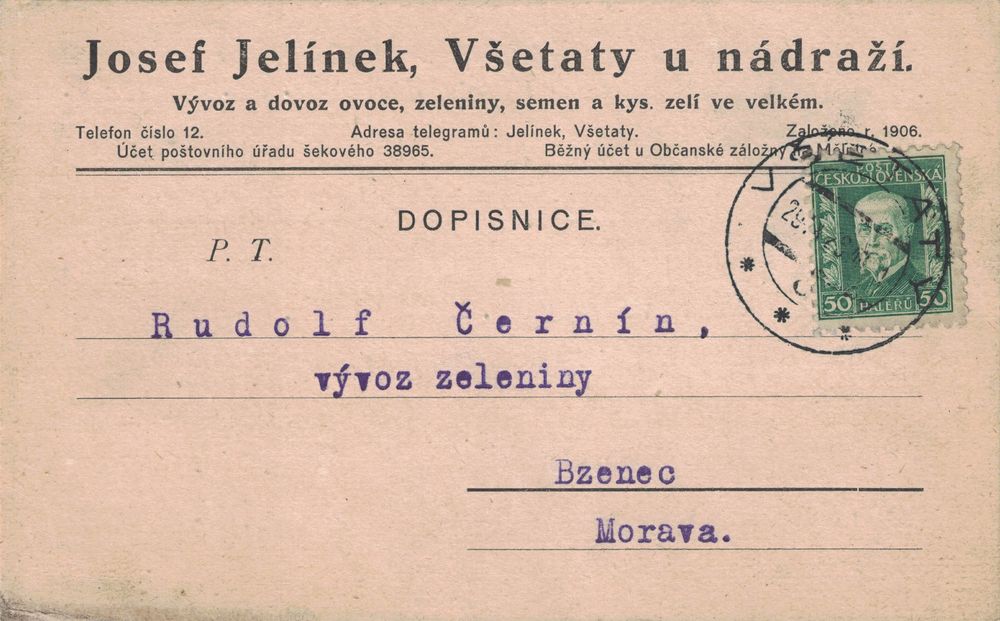 Josef Jelínek, Všetaty u nádraží.
Vývoz a dovoz ovoce, zeleniny, semen a kys. zelí ve velkém.
Telefon číslo 12. Adresa telegramů: Jelínek, Všetaty. Založeno r. 1906.
Účet poštovního úřadu šekového 38965. Běžný účet u Občanské záložny
POŠTA
ČESKOSLOVENSKÁ
50 HALÉŘŮ 50
VŠETATY
DOPISNICE.
P. T.
Rudolf Černín,
vývoz zeleniny
Bzenec
Morava.